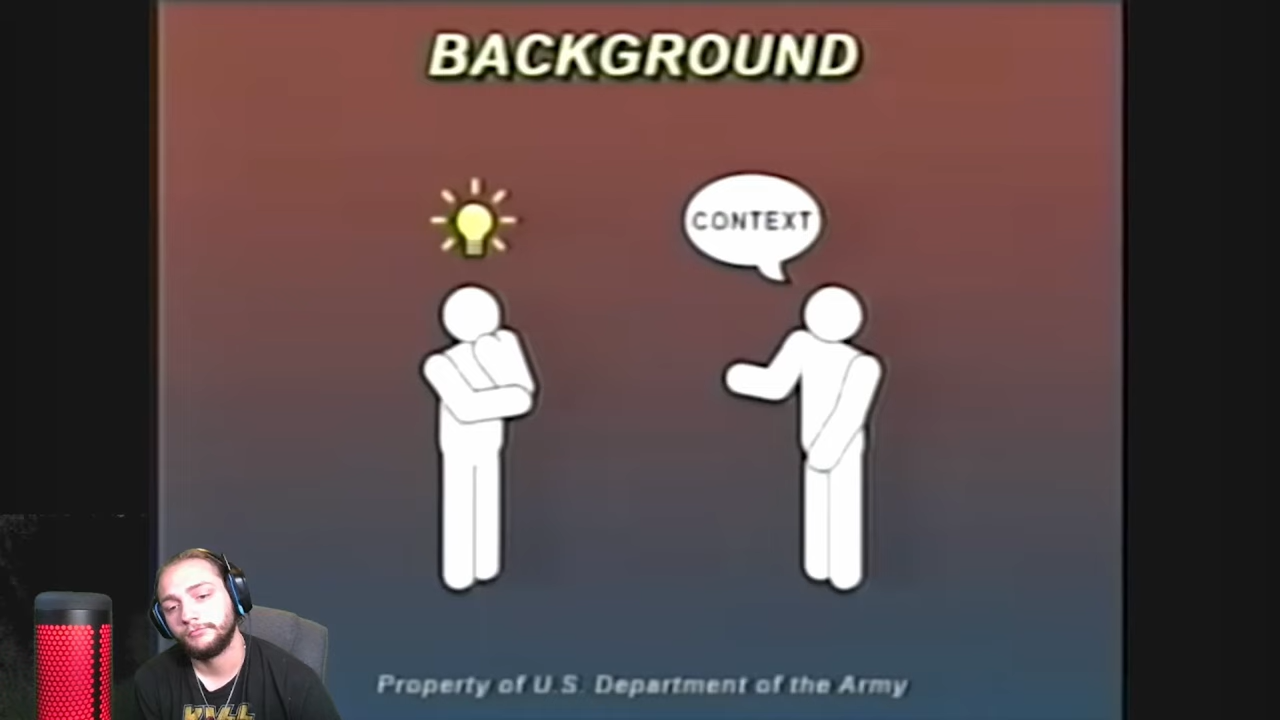 BACKGROUND
CONTEXT
Property of U.S. Department of the Army